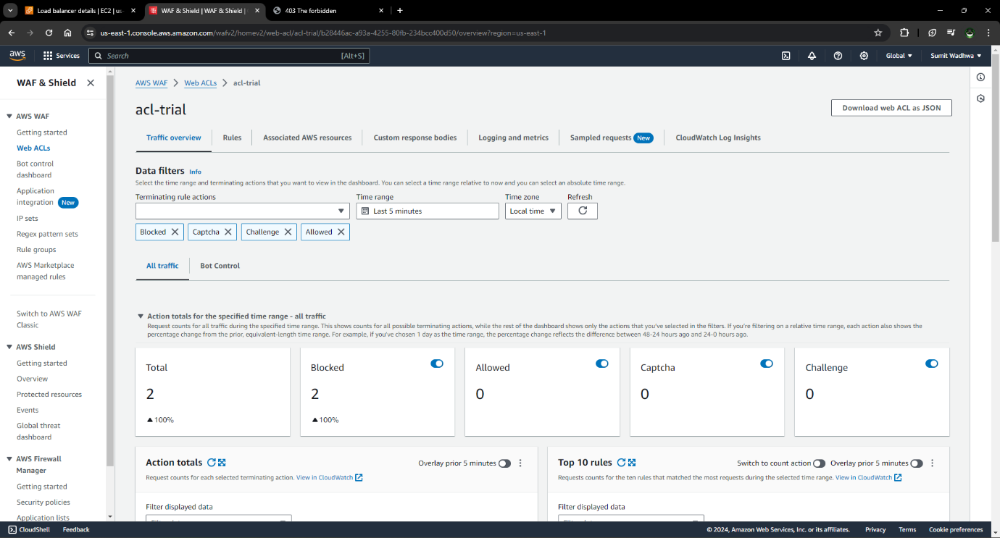 Load balancer details | EC2 | us-
WAF & Shield | WAF & Shield |
403 The forbidden
us-east-1.console.aws.amazon.com/wafv2/homev2/web-acl/acl-trial/b28446ac-a93a-4255-80fb-234bcc400d50/overview?region=us-east-1
aws
Services
Search
[Alt+S]
Global
Sumit Wadhwa
WAF & Shield
AWS WAF
Getting started
Web ACLs
Bot control
dashboard
Application
integration New
IP sets
Regex pattern sets
Rule groups
AWS Marketplace
managed rules
Switch to AWS WAF
Classic
AWS Shield
Getting started
Overview
Protected resources
Events
Global threat
dashboard
AWS Firewall
Manager
Getting started
Security policies
Application lists
AWS WAF > Web ACLs > acl-trial
acl-trial
Download web ACL as JSON
Traffic overview
Rules
Associated AWS resources
Custom response bodies
Logging and metrics
Sampled requests New
CloudWatch Log Insights
Data filters Info
Select the time range and terminating actions that you want to view in the dashboard. You can select a time range relative to now and you can select an absolute time range.
Terminating rule actions
Time range
Time zone
Refresh
Last 5 minutes
Local time
Blocked
Captcha
Challenge
Allowed
All traffic
Bot Control
Action totals for the specified time range - all traffic
Request counts for all traffic during the specified time range. This shows counts for all possible terminating actions, while the rest of the dashboard shows only the actions that you've selected in the filters. If you're filtering on a relative time range, each action also shows the
percentage change from the prior, equivalent-length time range. For example, if you've chosen 1 day as the time range, the percentage change reflects the difference between 48-24 hours ago and 24-0 hours ago.
Total
2
100%
Blocked
2
100%
Allowed
0
Captcha
0
Challenge
0
Action totals
Overlay prior 5 minutes
Request counts for each selected terminating action. View in CloudWatch
Filter displayed data
Top 10 rules
Switch to count action
Overlay prior 5 minutes
Requests counts for the ten rules that matched the most requests during the selected time range. View in CloudWatch
Filter displayed data
CloudShell
Feedback
© 2024, Amazon Web Services, Inc. or its affiliates.
Privacy
Terms
Cookie preferences